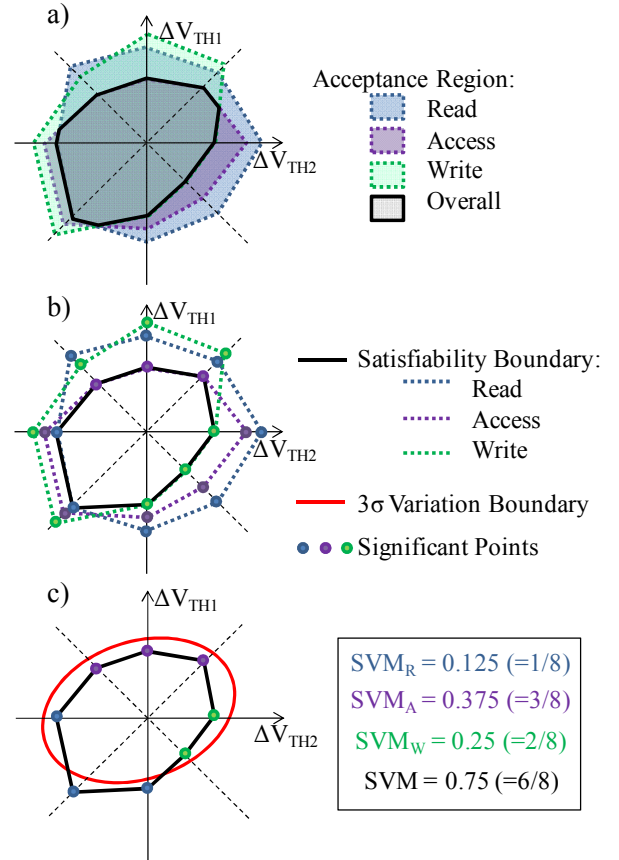 a)
ΔV_TH1
ΔV_TH2
Acceptance Region:
Read
Access
Write
Overall
b)
ΔV_TH1
ΔV_TH2
Satisfiability Boundary:
Read
Access
Write
3σ Variation Boundary
Significant Points
c)
ΔV_TH1
ΔV_TH2
SVM_R = 0.125 (=1/8)
SVM_A = 0.375 (=3/8)
SVM_W = 0.25 (=2/8)
SVM = 0.75 (=6/8)